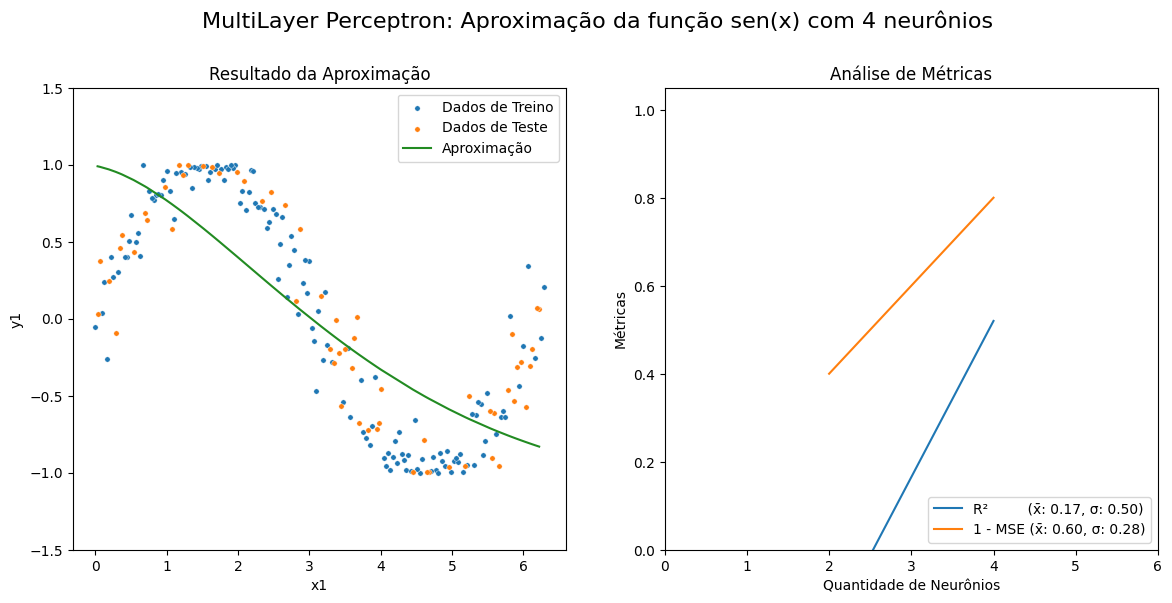 MultiLayer Perceptron: Aproximação da função sen(x) com 4 neurônios
Resultado da Aproximação
1.5
1.0
0.5
0.0
−0.5
−1.0
−1.5
y1
0 1 2 3 4 5 6
x1
Dados de Treino
Dados de Teste
Aproximação
Análise de Métricas
1.0
0.8
0.6
0.4
0.2
0.0
Métricas
0 1 2 3 4 5 6
Quantidade de Neurônios
R² (x̄: 0.17, σ: 0.50)
1 - MSE (x̄: 0.60, σ: 0.28)